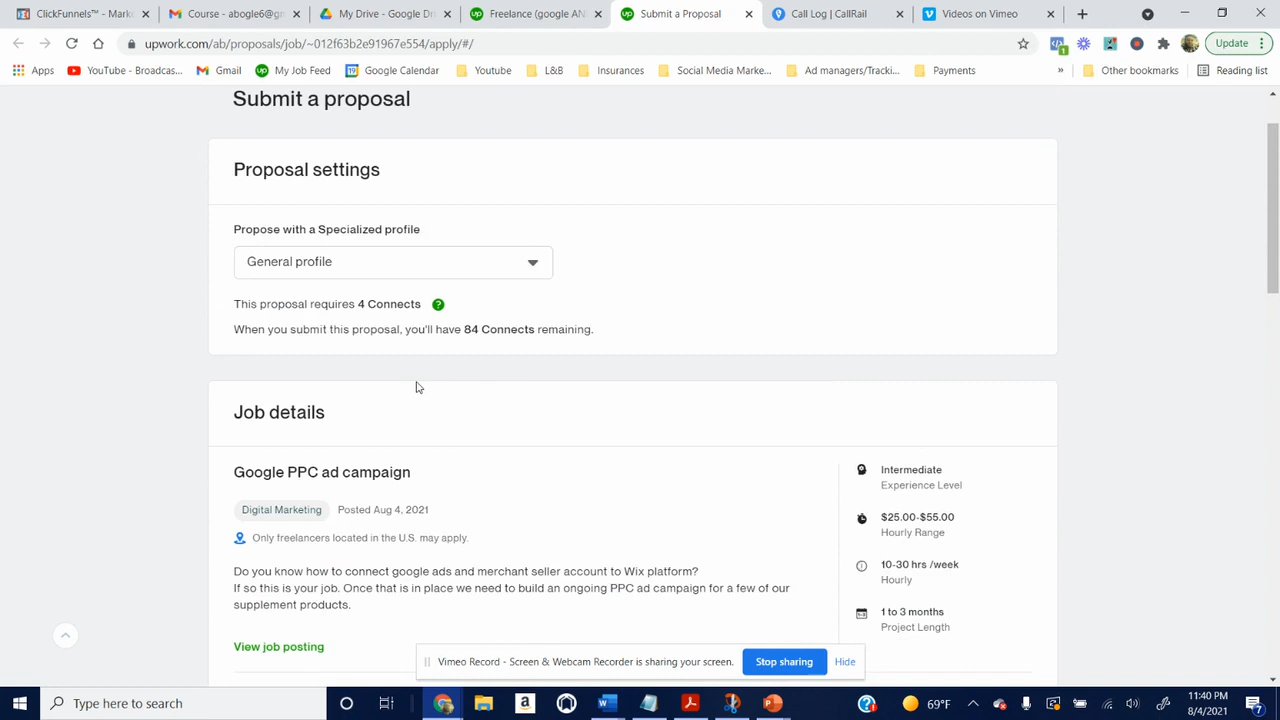 ClickFunnels™ - Marke
Course - abogle6@gm
My Drive - Google Dri
Freelance (google AN
Submit a Proposal
Call Log | CallRail
Videos on Vimeo
upwork.com/ab/proposals/job/~012f63b2e91967e554/apply/#/
Update
Apps
YouTube - Broadcas...
Gmail
My Job Feed
Google Calendar
Youtube
L&B
Insurances
Social Media Marke...
Ad managers/Tracki...
Payments
»
Other bookmarks
Reading list
Submit a proposal
Proposal settings
Propose with a Specialized profile
General profile
This proposal requires 4 Connects
When you submit this proposal, you'll have 84 Connects remaining.
Job details
Google PPC ad campaign
Digital Marketing
Posted Aug 4, 2021
Only freelancers located in the U.S. may apply.
Do you know how to connect google ads and merchant seller account to Wix platform?
If so this is your job. Once that is in place we need to build an ongoing PPC ad campaign for a few of our
supplement products.
View job posting
Intermediate
Experience Level
$25.00-$55.00
Hourly Range
10-30 hrs /week
Hourly
1 to 3 months
Project Length
Vimeo Record - Screen & Webcam Recorder is sharing your screen.
Stop sharing
Hide
Type here to search
69°F
11:40 PM
8/4/2021